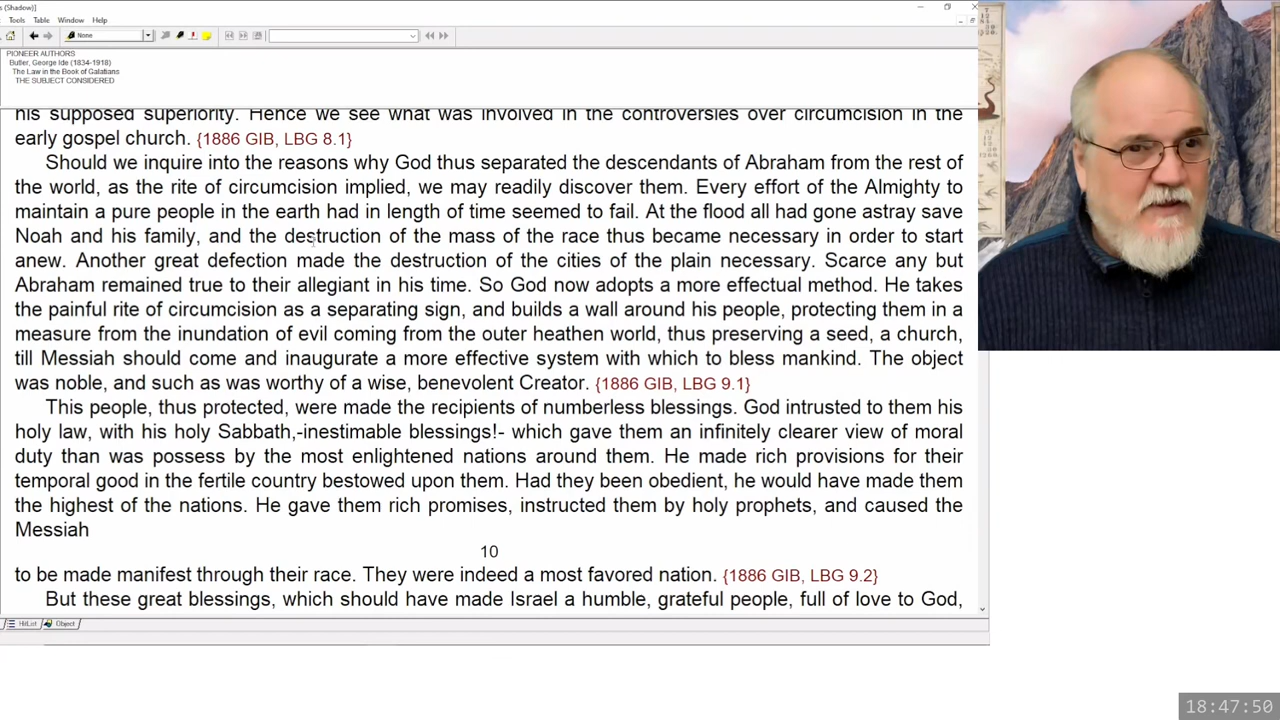 s (Shadow)]
Tools Table Window Help
None
PIONEER AUTHORS
Butler, George Ide (1834-1918)
The Law in the Book of Galatians
THE SUBJECT CONSIDERED
his supposed superiority. Hence we see what was involved in the controversies over circumcision in the
early gospel church. {1886 GIB, LBG 8.1}
Should we inquire into the reasons why God thus separated the descendants of Abraham from the rest of
the world, as the rite of circumcision implied, we may readily discover them. Every effort of the Almighty to
maintain a pure people in the earth had in length of time seemed to fail. At the flood all had gone astray save
Noah and his family, and the destruction of the mass of the race thus became necessary in order to start
anew. Another great defection made the destruction of the cities of the plain necessary. Scarce any but
Abraham remained true to their allegiant in his time. So God now adopts a more effectual method. He takes
the painful rite of circumcision as a separating sign, and builds a wall around his people, protecting them in a
measure from the inundation of evil coming from the outer heathen world, thus preserving a seed, a church,
till Messiah should come and inaugurate a more effective system with which to bless mankind. The object
was noble, and such as was worthy of a wise, benevolent Creator. {1886 GIB, LBG 9.1}
This people, thus protected, were made the recipients of numberless blessings. God intrusted to them his
holy law, with his holy Sabbath,-inestimable blessings!- which gave them an infinitely clearer view of moral
duty than was possess by the most enlightened nations around them. He made rich provisions for their
temporal good in the fertile country bestowed upon them. Had they been obedient, he would have made them
the highest of the nations. He gave them rich promises, instructed them by holy prophets, and caused the
Messiah
10
to be made manifest through their race. They were indeed a most favored nation. {1886 GIB, LBG 9.2}
But these great blessings, which should have made Israel a humble, grateful people, full of love to God,
HitList Object
18:47:50